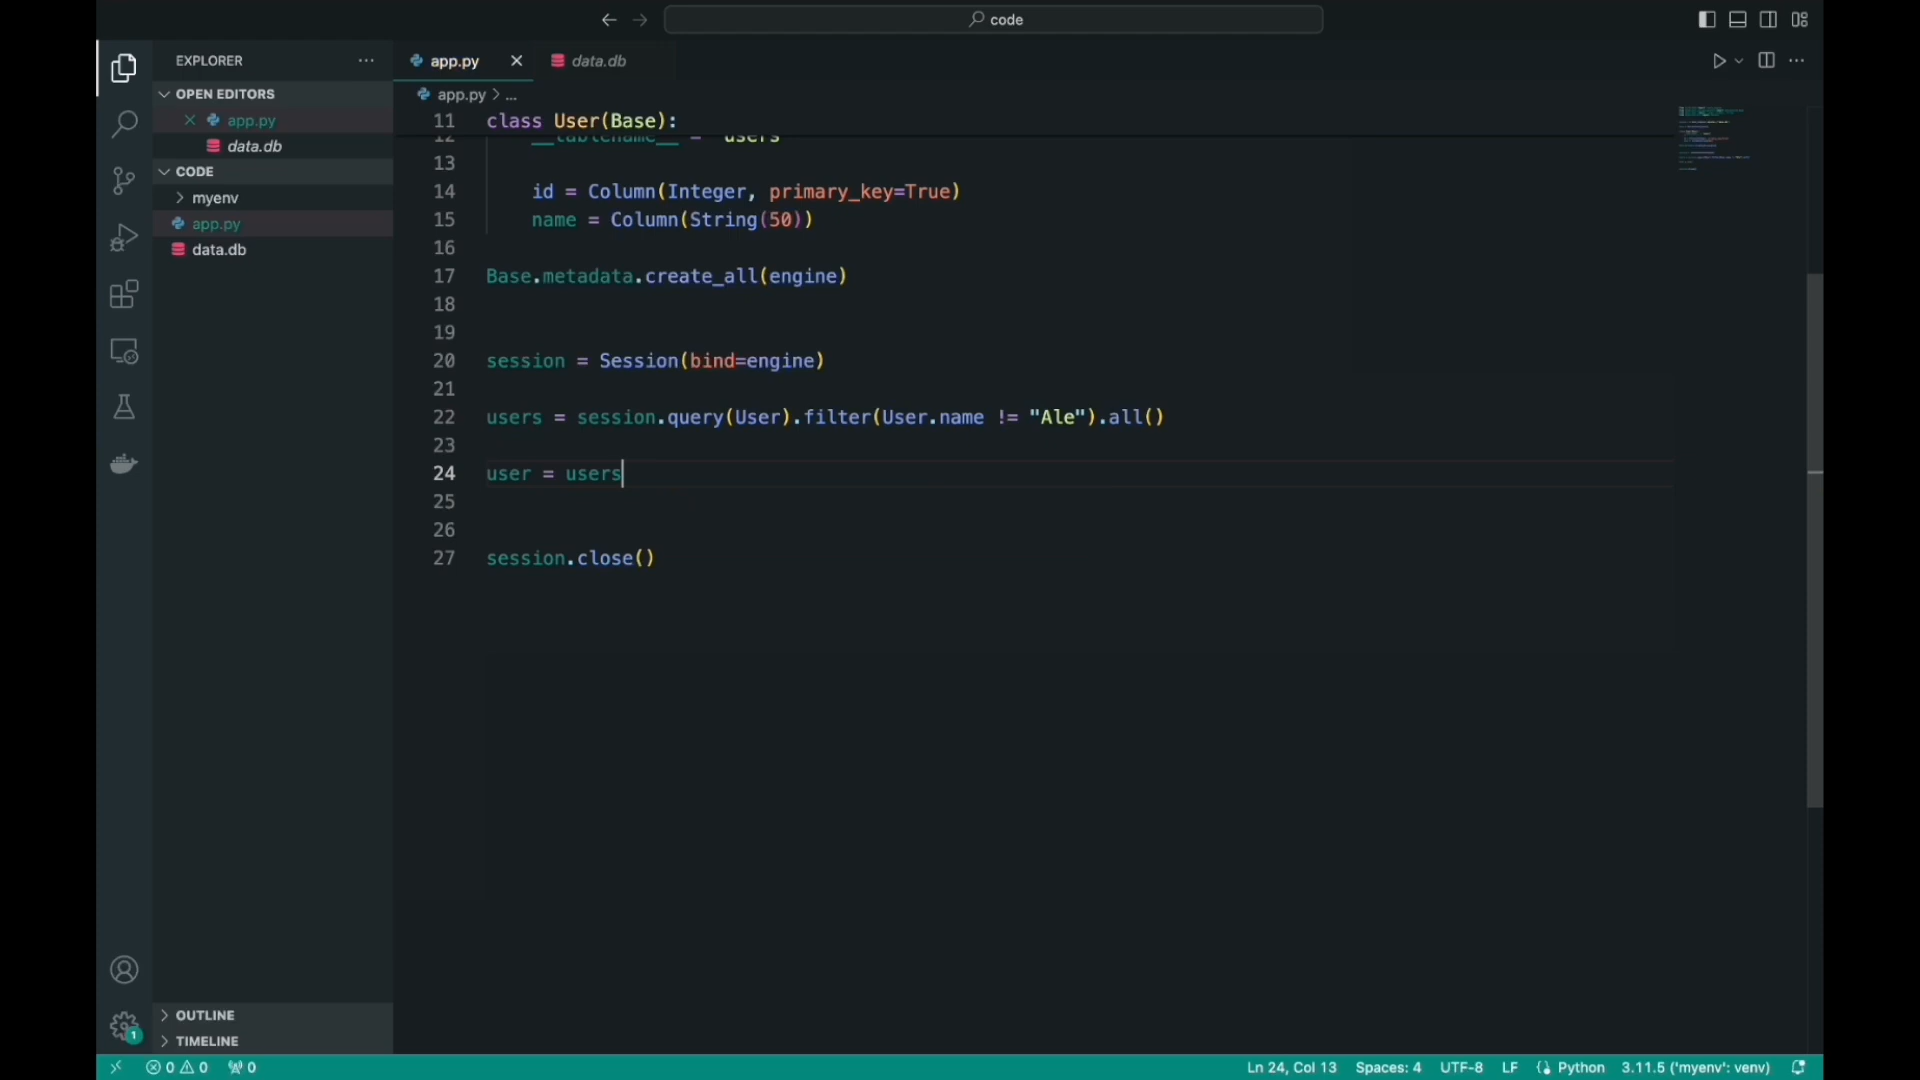 code
EXPLORER
OPEN EDITORS
app.py
data.db
CODE
myenv
app.py
data.db
OUTLINE
TIMELINE
app.py
data.db
app.py > ...
11 class User(Base):
12 __tablename__ = "users"
13
14 id = Column(Integer, primary_key=True)
15 name = Column(String(50))
16
17 Base.metadata.create_all(engine)
18
19
20 session = Session(bind=engine)
21
22 users = session.query(User).filter(User.name != "Ale").all()
23
24 user = users
25
26
27 session.close()
1
0 0 0
Ln 24, Col 13 Spaces: 4 UTF-8 LF Python 3.11.5 ('myenv': venv)